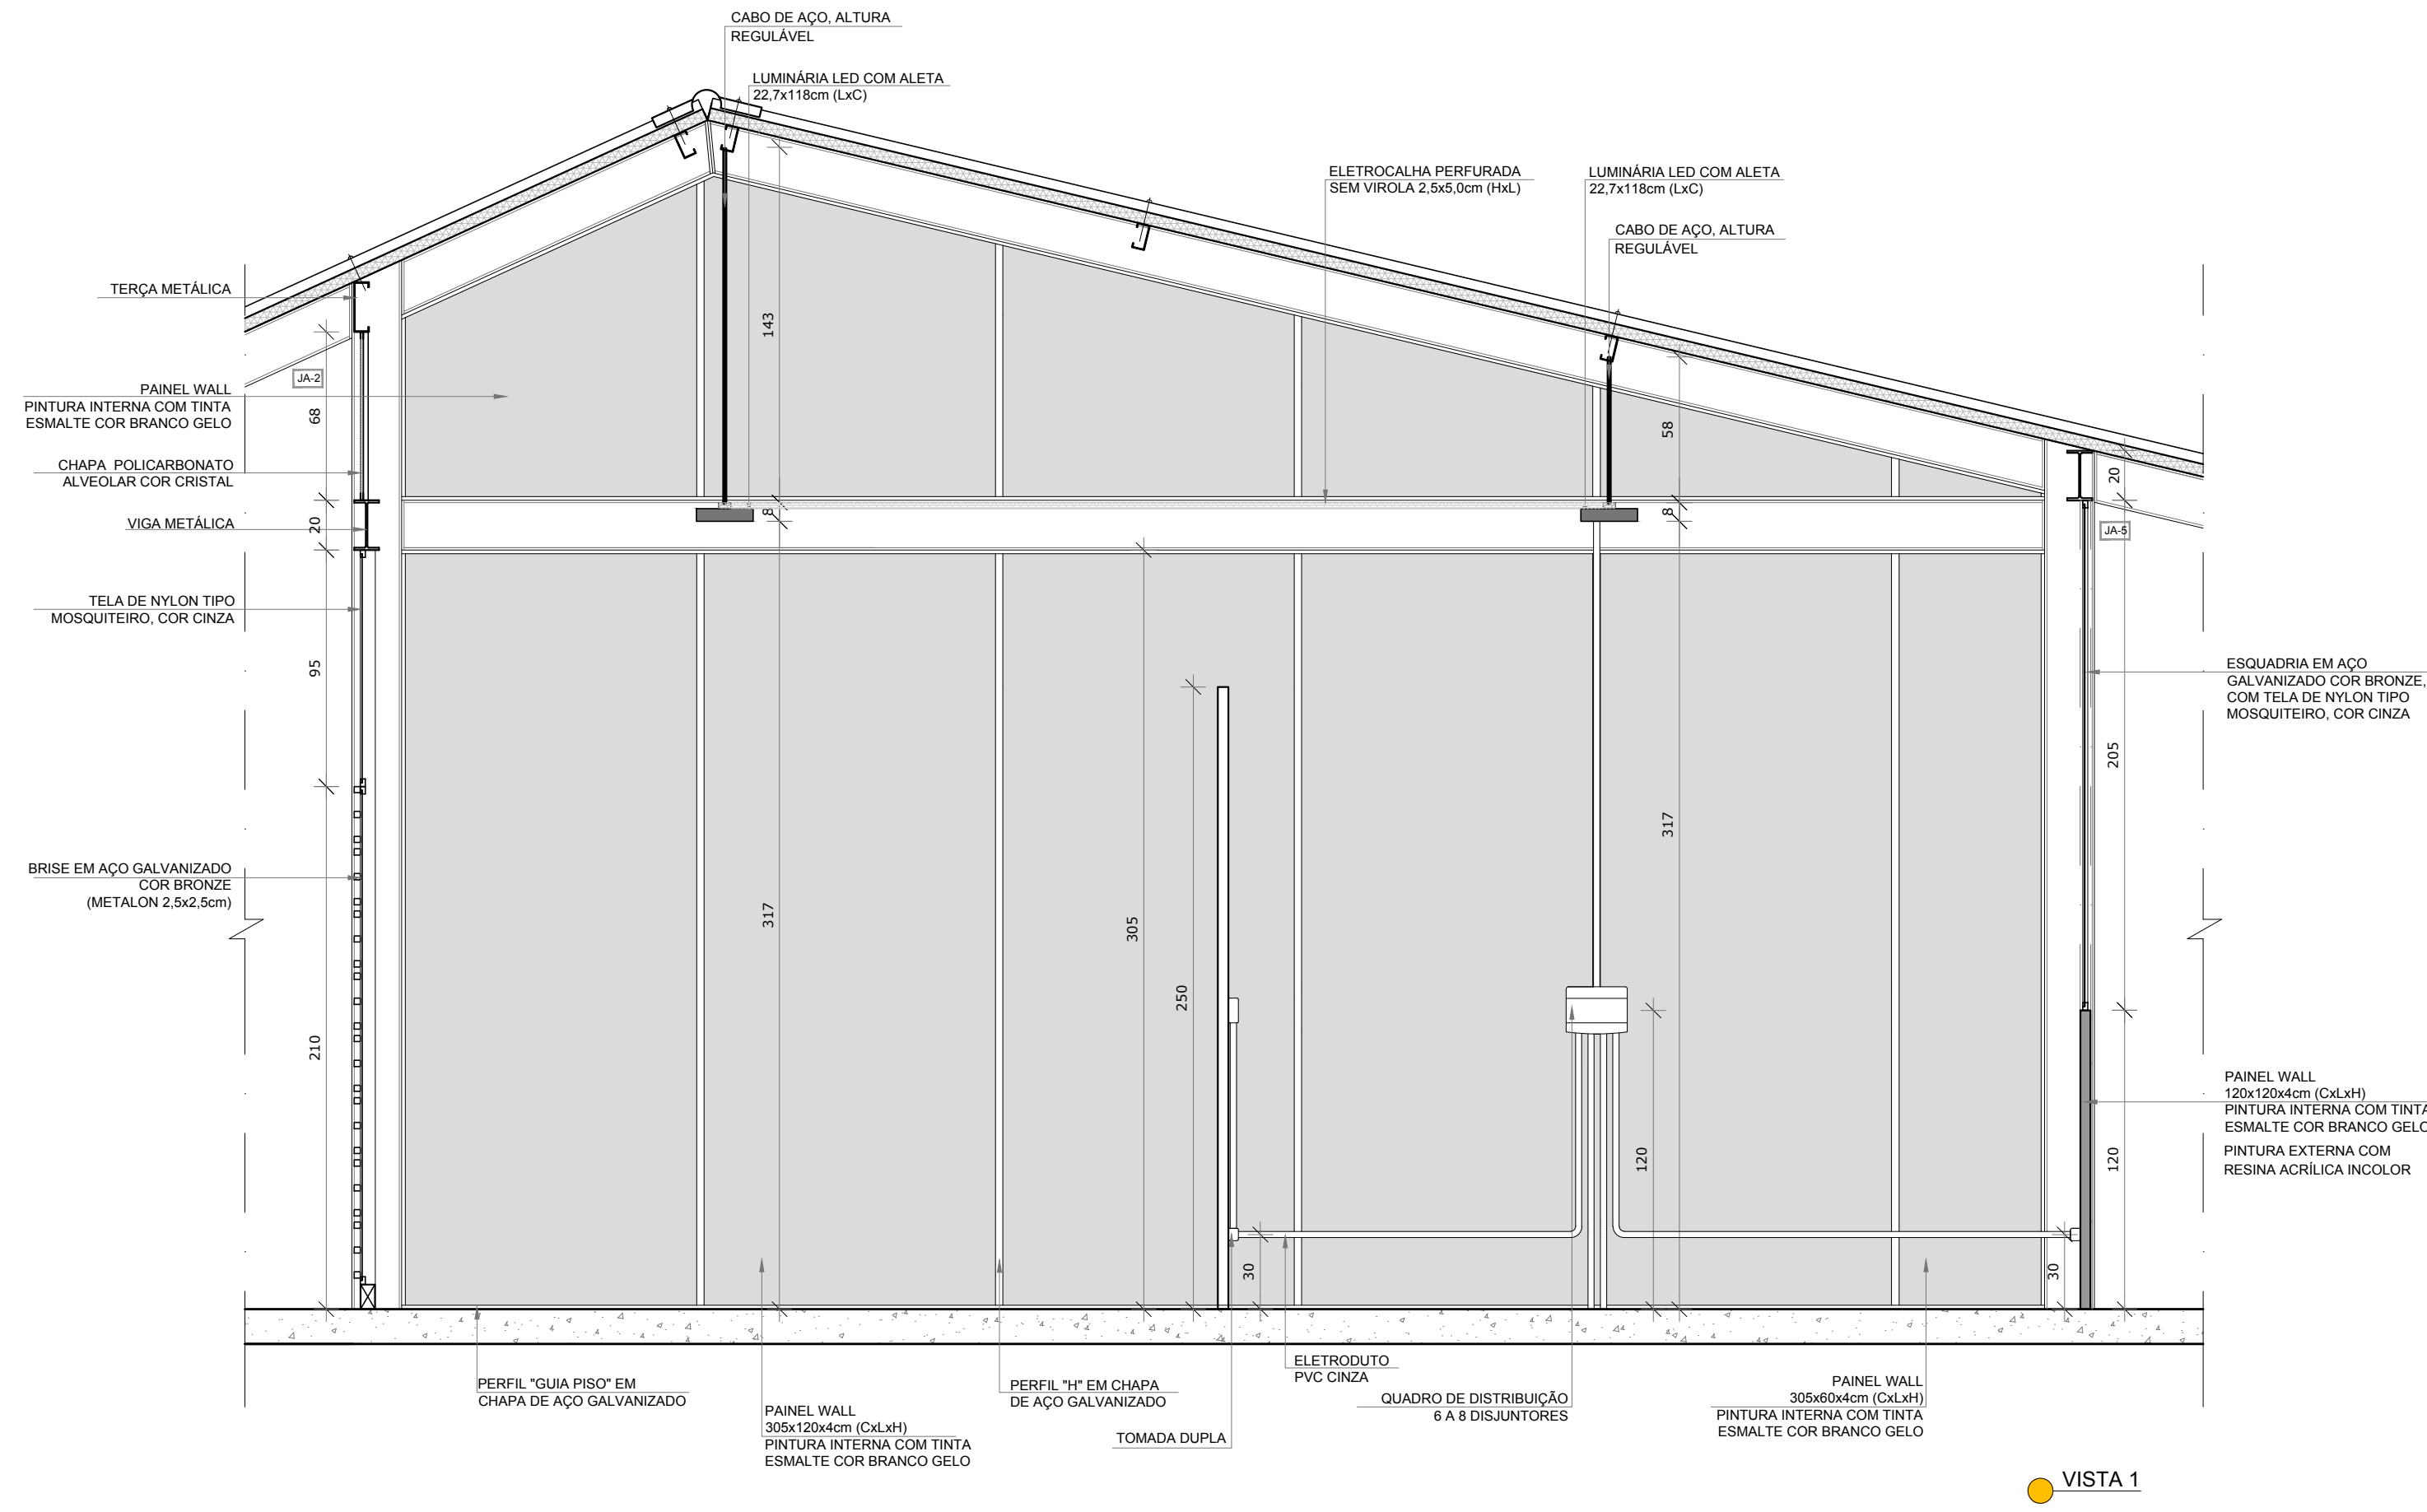 CABO DE AÇO, ALTURA
REGULÁVEL
LUMINÁRIA LED COM ALETA
22,7x118cm (LxC)
ELETROCALHA PERFURADA
SEM VIROLA 2,5x5,0cm (HxL)
LUMINÁRIA LED COM ALETA
22,7x118cm (LxC)
CABO DE AÇO, ALTURA
REGULÁVEL
TERÇA METÁLICA
JA-2
PAINEL WALL
PINTURA INTERNA COM TINTA
ESMALTE COR BRANCO GELO
CHAPA POLICARBONATO
ALVEOLAR COR CRISTAL
VIGA METÁLICA
TELA DE NYLON TIPO
MOSQUITEIRO, COR CINZA
BRISE EM AÇO GALVANIZADO
COR BRONZE
(METALON 2,5x2,5cm)
68
20
95
210
143
8
317
305
250
30
58
8
317
120
30
20
JA-5
205
120
ESQUADRIA EM AÇO
GALVANIZADO COR BRONZE,
COM TELA DE NYLON TIPO
MOSQUITEIRO, COR CINZA
PAINEL WALL
120x120x4cm (CxLxH)
PINTURA INTERNA COM TINTA
ESMALTE COR BRANCO GELO
PINTURA EXTERNA COM
RESINA ACRÍLICA INCOLOR
PERFIL "GUIA PISO" EM
CHAPA DE AÇO GALVANIZADO
PAINEL WALL
305x120x4cm (CxLxH)
PINTURA INTERNA COM TINTA
ESMALTE COR BRANCO GELO
PERFIL "H" EM CHAPA
DE AÇO GALVANIZADO
TOMADA DUPLA
ELETRODUTO
PVC CINZA
QUADRO DE DISTRIBUIÇÃO
6 A 8 DISJUNTORES
PAINEL WALL
305x60x4cm (CxLxH)
PINTURA INTERNA COM TINTA
ESMALTE COR BRANCO GELO
VISTA 1